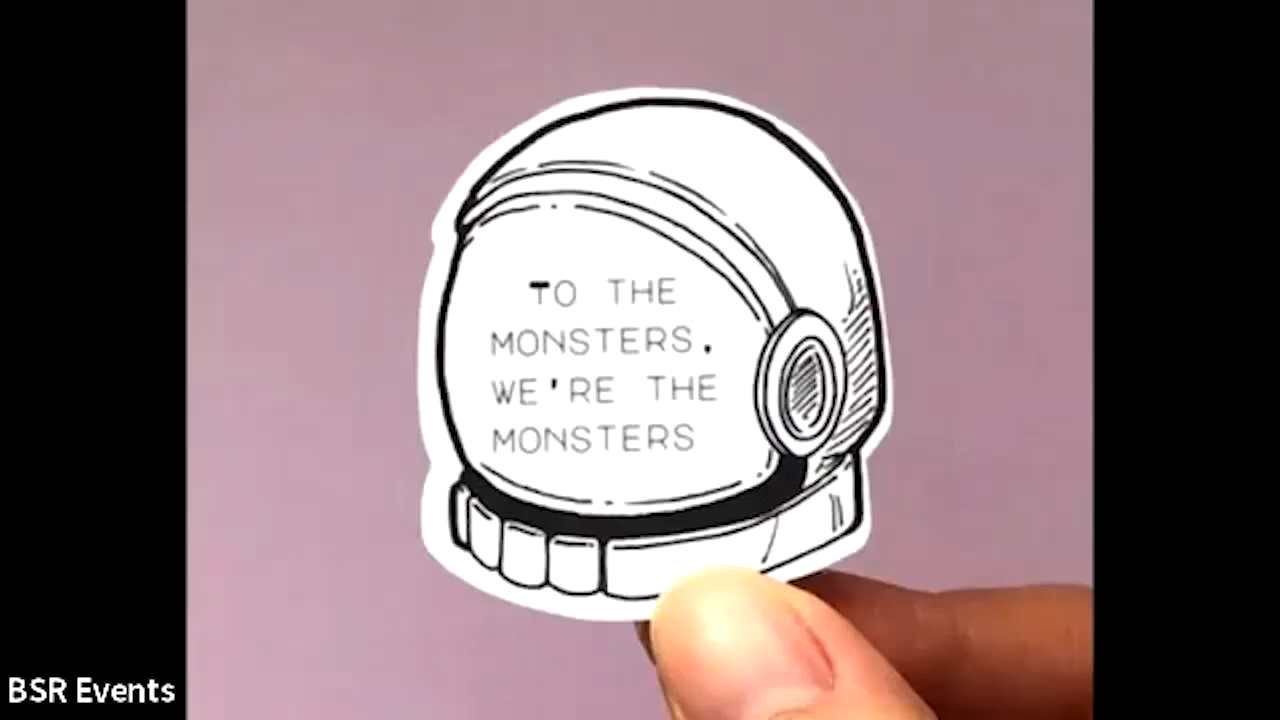 TO THE
MONSTERS,
WE'RE THE
MONSTERS
BSR Events